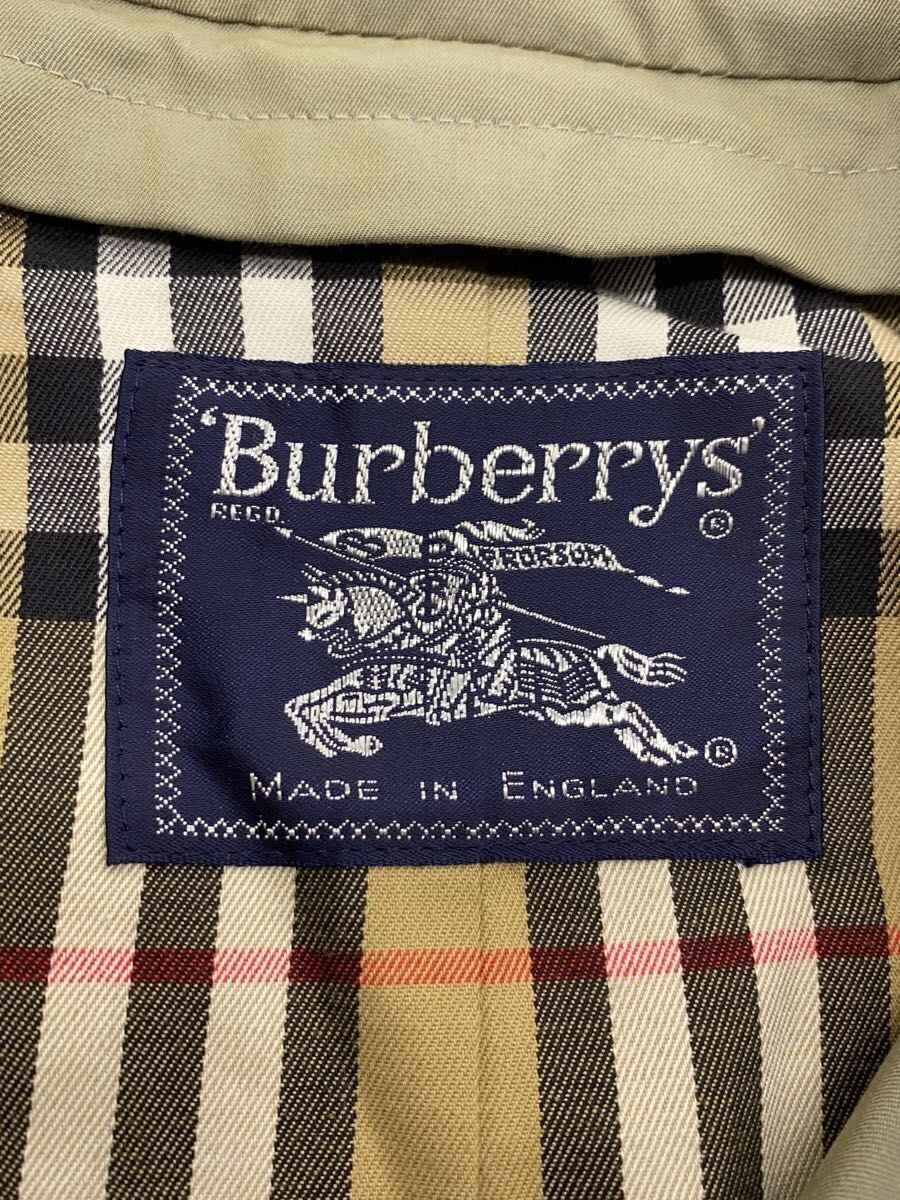 'Burberrys'
REGD. ®
PRORSUM
®
MADE IN ENGLAND